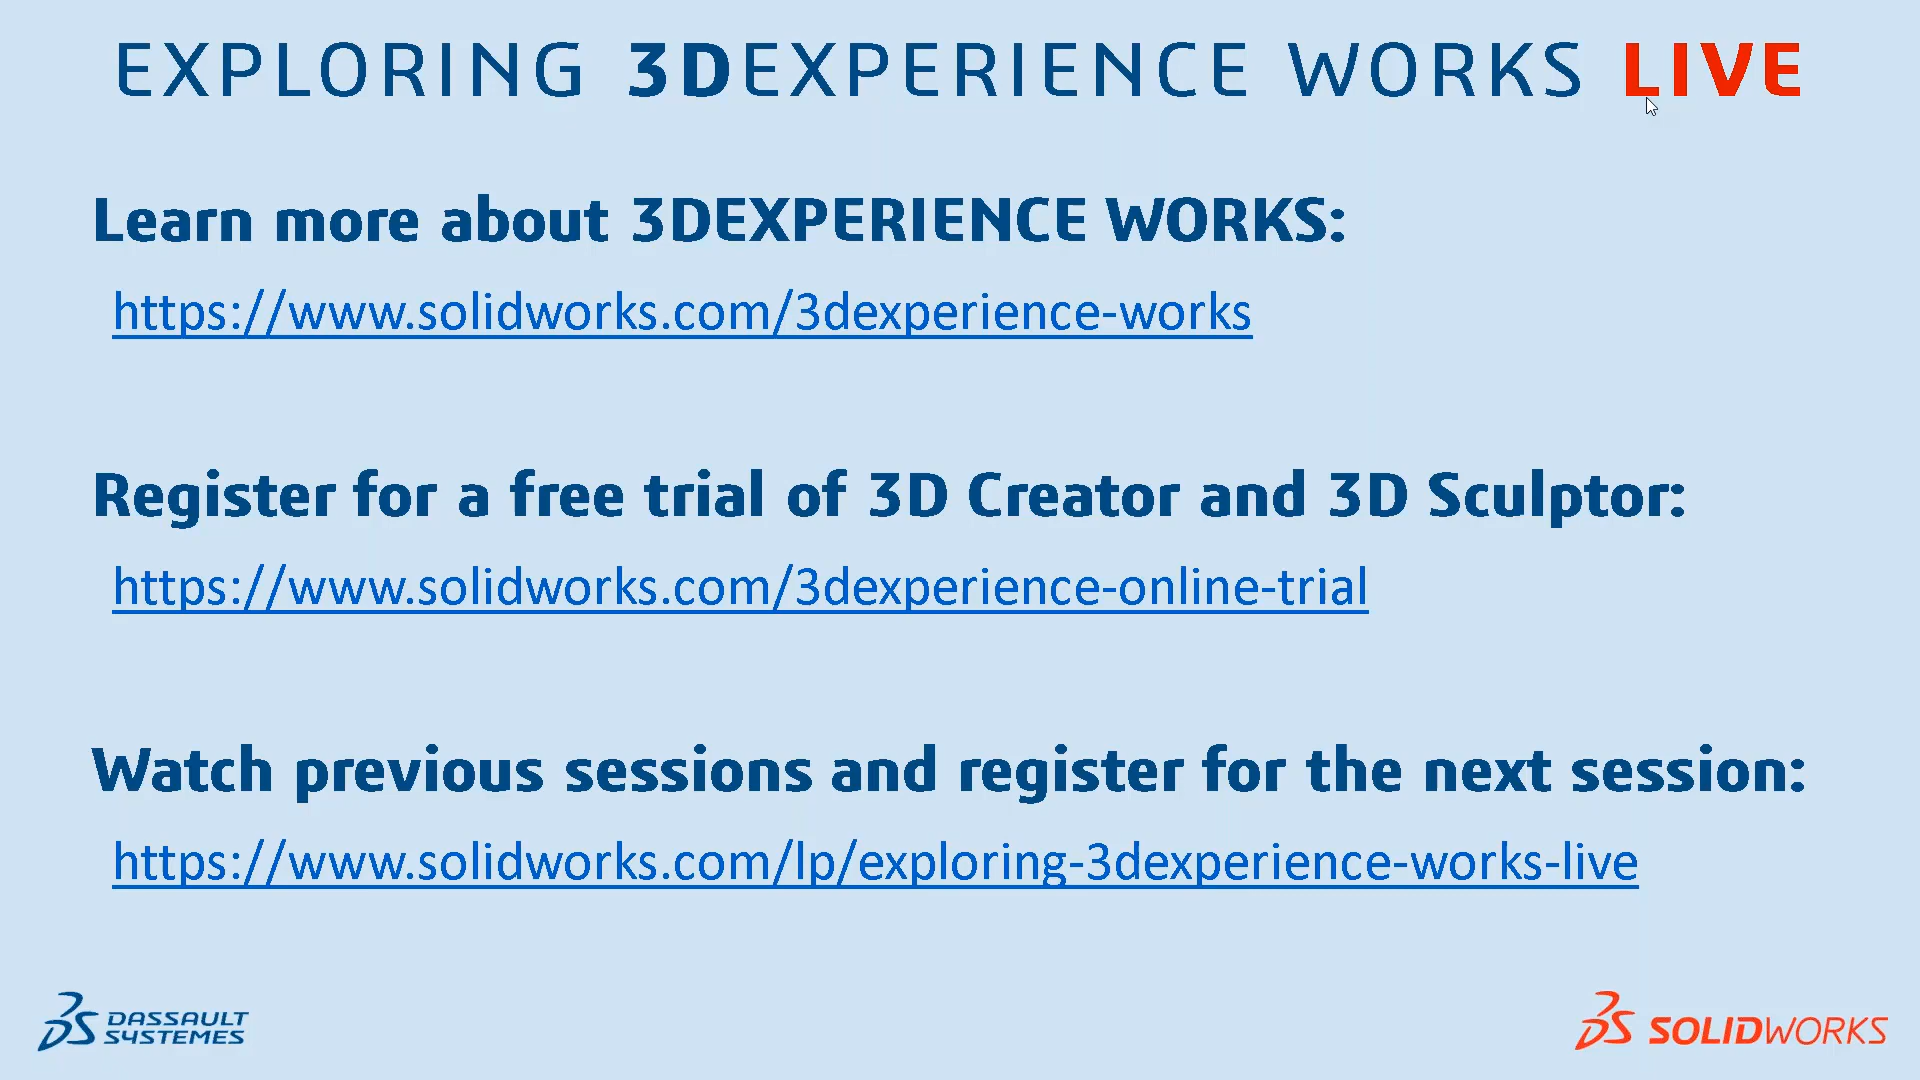 EXPLORING 3DEXPERIENCE WORKS LIVE
Learn more about 3DEXPERIENCE WORKS:
https://www.solidworks.com/3dexperience-works
Register for a free trial of 3D Creator and 3D Sculptor:
https://www.solidworks.com/3dexperience-online-trial
Watch previous sessions and register for the next session:
https://www.solidworks.com/lp/exploring-3dexperience-works-live
DASSAULT
SYSTEMES
SOLIDWORKS